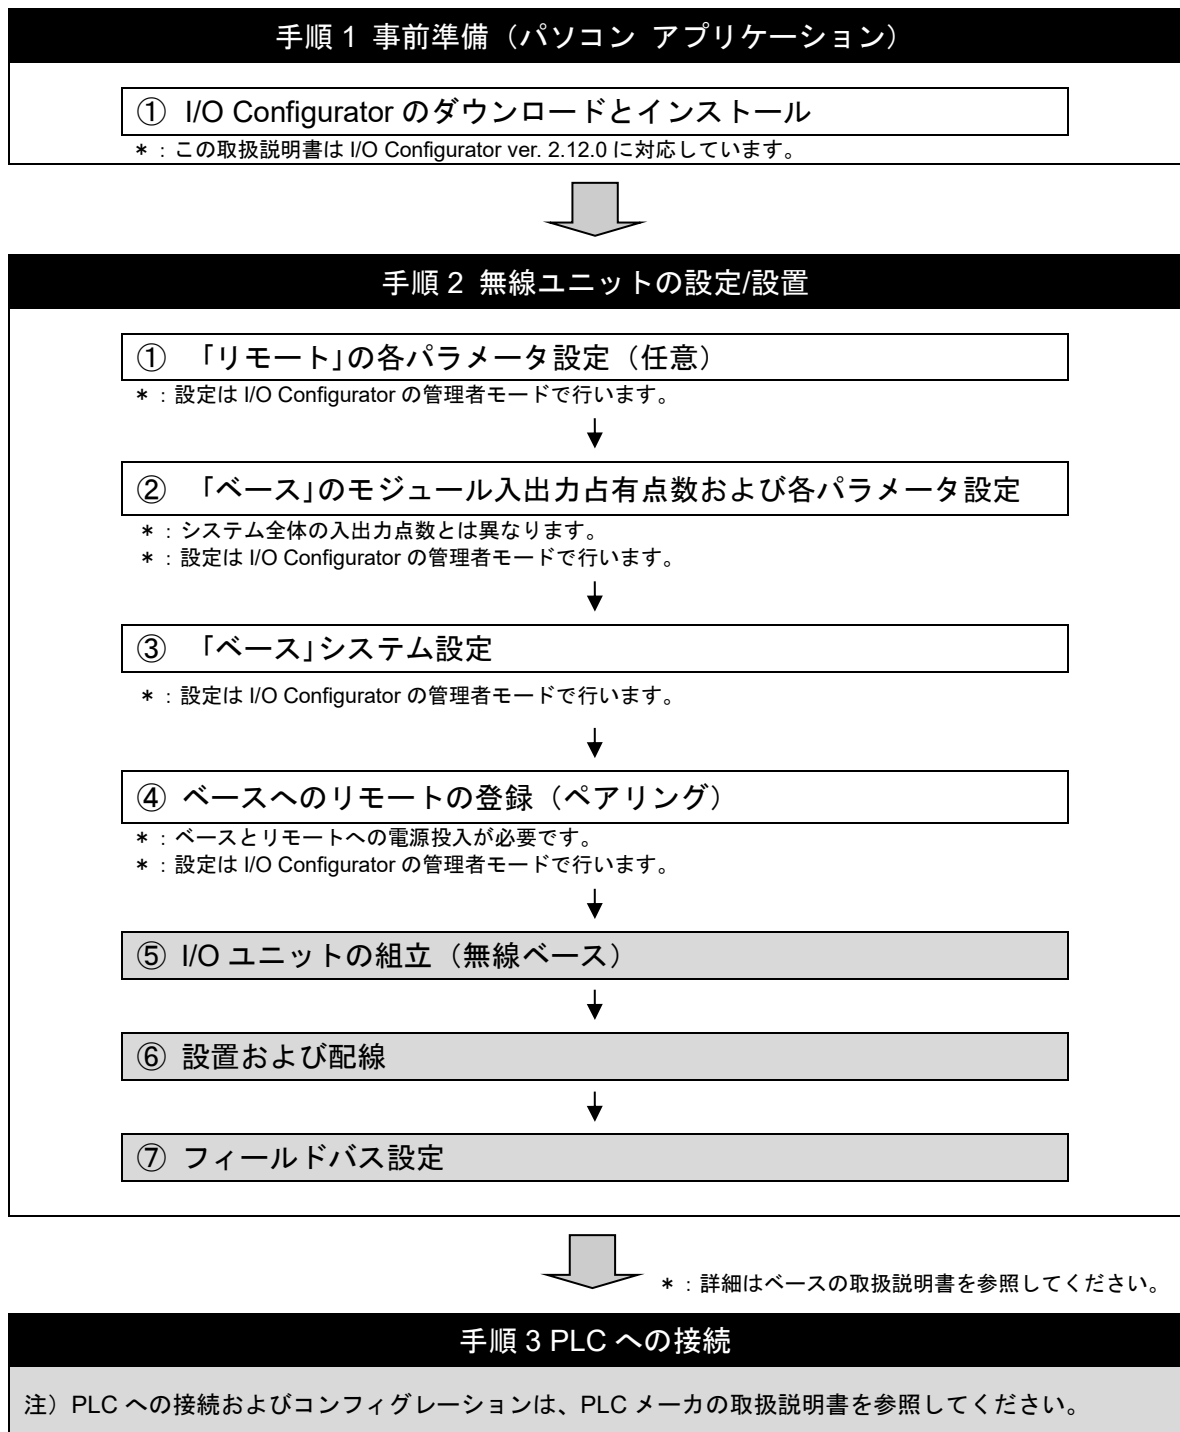 手順 1 事前準備（パソコン アプリケーション）
① I/O Configurator のダウンロードとインストール
＊：この取扱説明書は I/O Configurator ver. 2.12.0 に対応しています。
手順 2 無線ユニットの設定/設置
① 「リモート」の各パラメータ設定（任意）
＊：設定は I/O Configurator の管理者モードで行います。
② 「ベース」のモジュール入出力占有点数および各パラメータ設定
＊：システム全体の入出力点数とは異なります。
＊：設定は I/O Configurator の管理者モードで行います。
③ 「ベース」システム設定
＊：設定は I/O Configurator の管理者モードで行います。
④ ベースへのリモートの登録（ペアリング）
＊：ベースとリモートへの電源投入が必要です。
＊：設定は I/O Configurator の管理者モードで行います。
⑤ I/O ユニットの組立（無線ベース）
⑥ 設置および配線
⑦ フィールドバス設定
＊：詳細はベースの取扱説明書を参照してください。
手順 3 PLC への接続
注）PLC への接続およびコンフィグレーションは、PLC メーカの取扱説明書を参照してください。